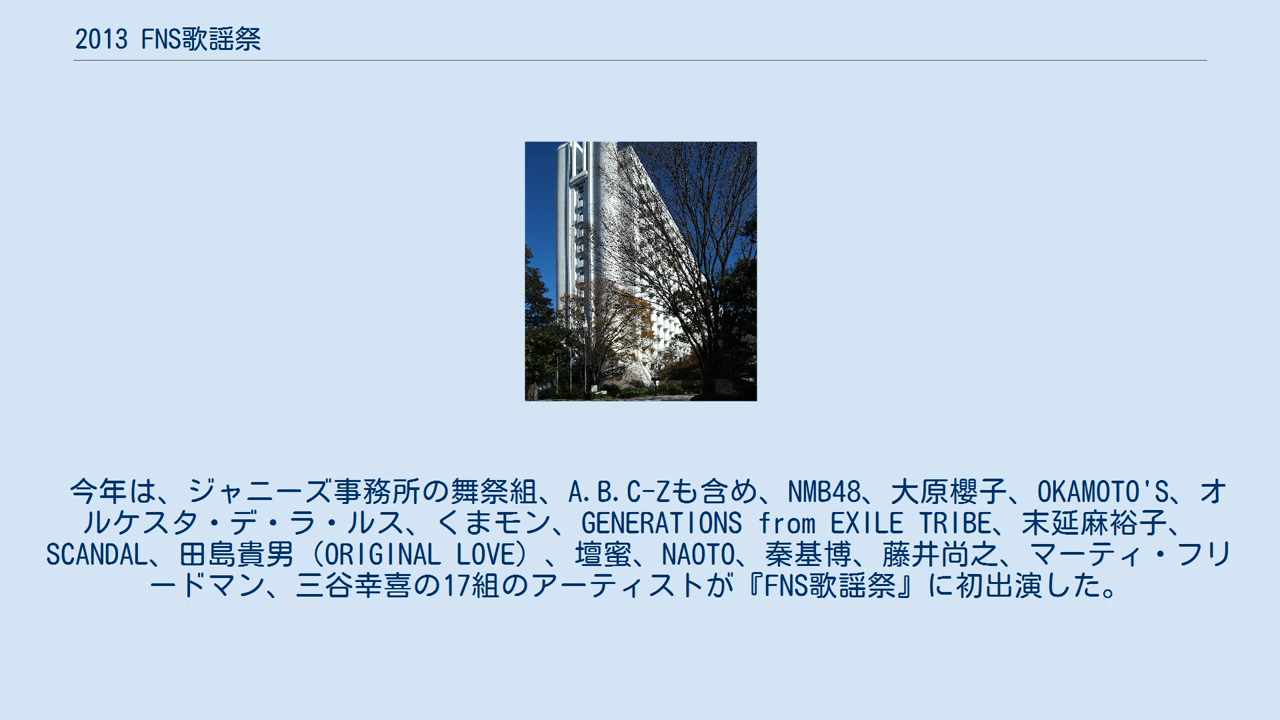 2013 FNS歌謡祭
今年は、ジャニーズ事務所の舞祭組、A.B.C-Zも含め、NMB48、大原櫻子、OKAMOTO'S、オ
ルケスタ・デ・ラ・ルス、くまモン、GENERATIONS from EXILE TRIBE、末延麻裕子、
SCANDAL、田島貴男（ORIGINAL LOVE）、壇蜜、NAOTO、秦基博、藤井尚之、マーティ・フリ
ードマン、三谷幸喜の17組のアーティストが『FNS歌謡祭』に初出演した。